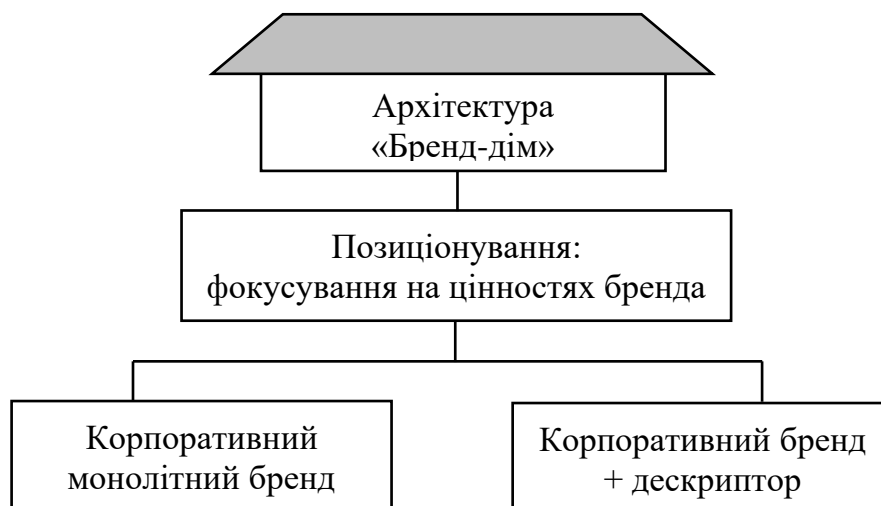 Архітектура
«Бренд-дім»
Позиціонування:
фокусування на цінностях бренда
Корпоративний
монолітний бренд
Корпоративний бренд
+ дескриптор